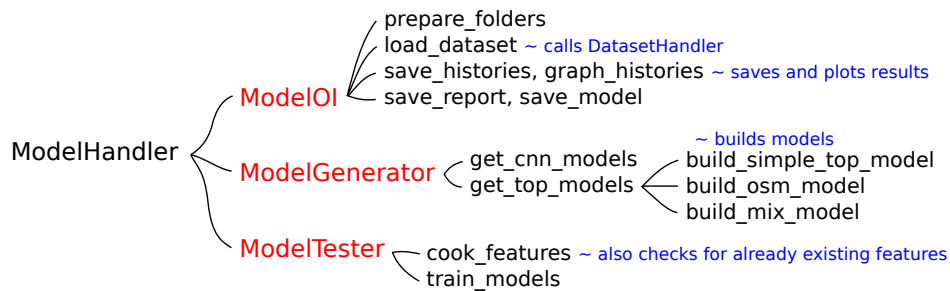 prepare_folders
load_dataset ~ calls DatasetHandler
save_histories, graph_histories ~ saves and plots results
save_report, save_model
ModelOI
ModelHandler
~ builds models
get_cnn_models
build_simple_top_model
ModelGenerator
get_top_models
build_osm_model
build_mix_model
ModelTester
cook_features ~ also checks for already existing features
train_models